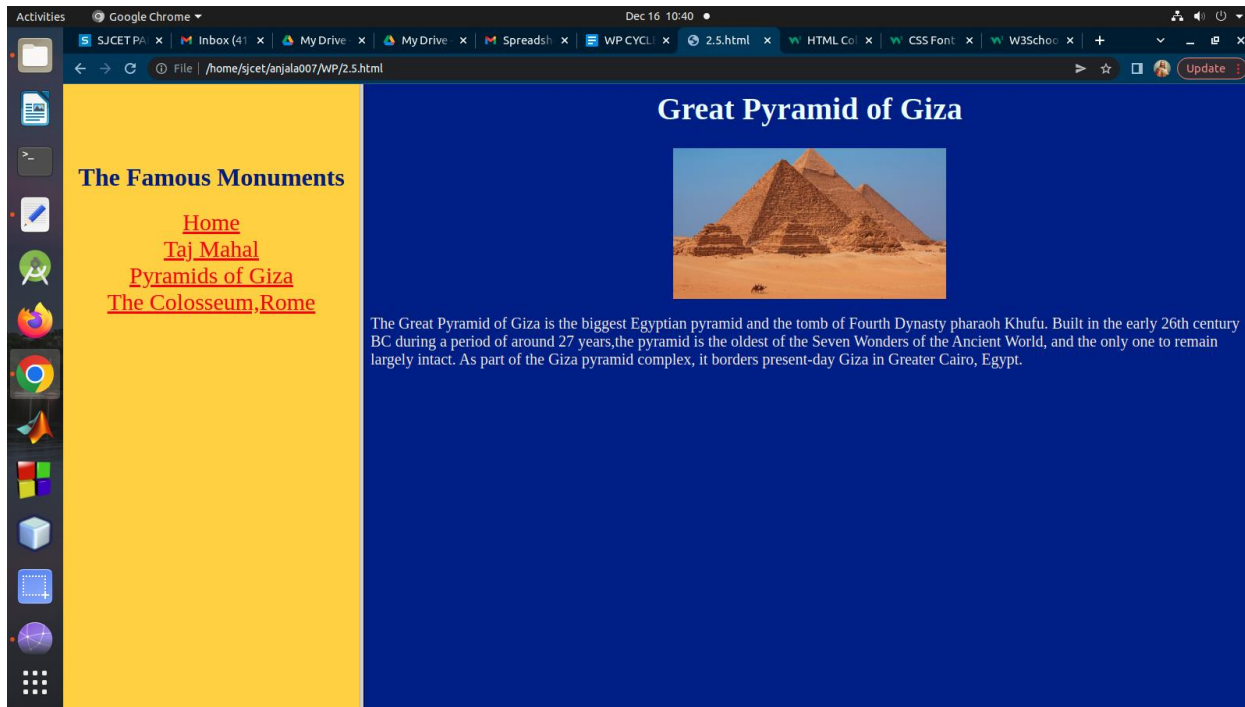 Activities Google Chrome Dec 16 10:40
SJCET PA Inbox (41 My Drive - My Drive - Spreadsh WP CYCL 2.5.html HTML Col CSS Font W3Schoo
File /home/sjcet/anjala007/WP/2.5.html Update
The Famous Monuments
Home
Taj Mahal
Pyramids of Giza
The Colosseum,Rome
Great Pyramid of Giza
The Great Pyramid of Giza is the biggest Egyptian pyramid and the tomb of Fourth Dynasty pharaoh Khufu. Built in the early 26th century
BC during a period of around 27 years,the pyramid is the oldest of the Seven Wonders of the Ancient World, and the only one to remain
largely intact. As part of the Giza pyramid complex, it borders present-day Giza in Greater Cairo, Egypt.